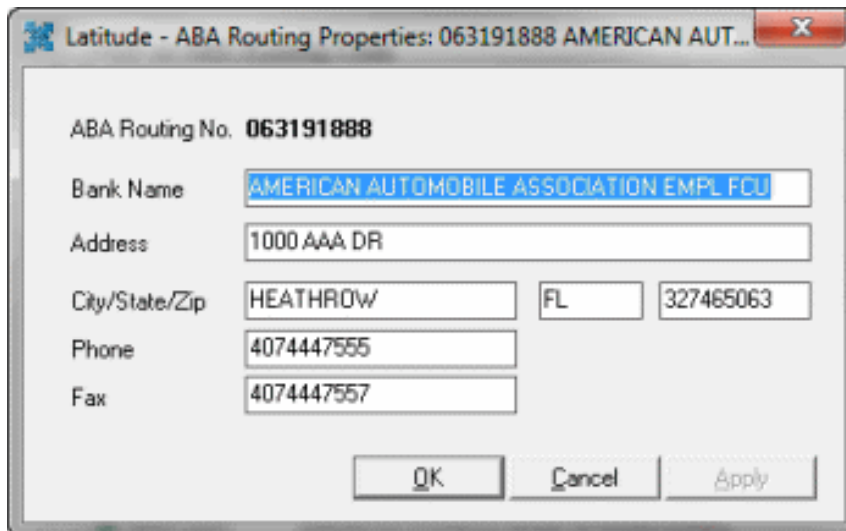 Latitude - ABA Routing Properties: 063191888 AMERICAN AUT...
ABA Routing No. 063191888
Bank Name AMERICAN AUTOMOBILE ASSOCIATION EMPL FCU
Address 1000 AAA DR
City/State/Zip HEATHROW FL 327465063
Phone 4074447555
Fax 4074447557
OK Cancel Apply